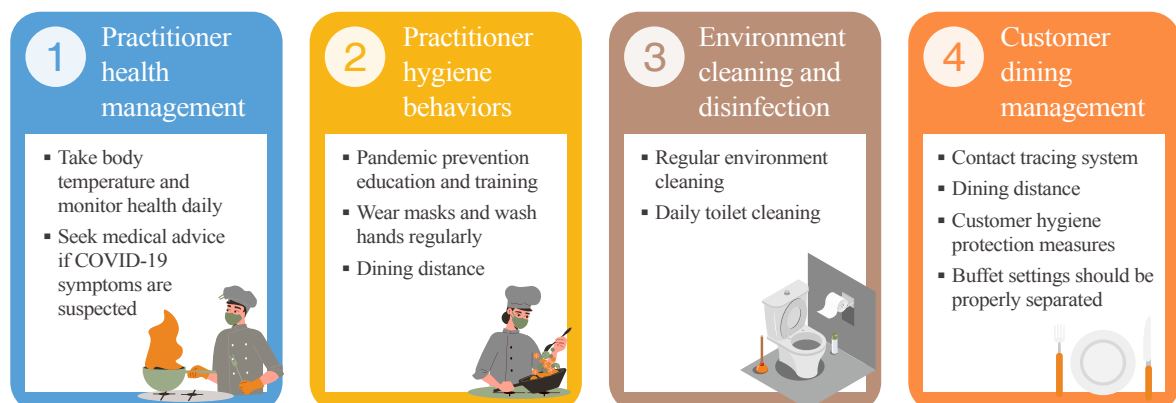 1
Practitioner
health
management
▪ Take body
temperature and
monitor health daily
▪ Seek medical advice
if COVID-19
symptoms are
suspected
2
Practitioner
hygiene
behaviors
▪ Pandemic prevention
education and training
▪ Wear masks and wash
hands regularly
▪ Dining distance
3
Environment
cleaning and
disinfection
▪ Regular environment
cleaning
▪ Daily toilet cleaning
4
Customer
dining
management
▪ Contact tracing system
▪ Dining distance
▪ Customer hygiene
protection measures
▪ Buffet settings should be
properly separated